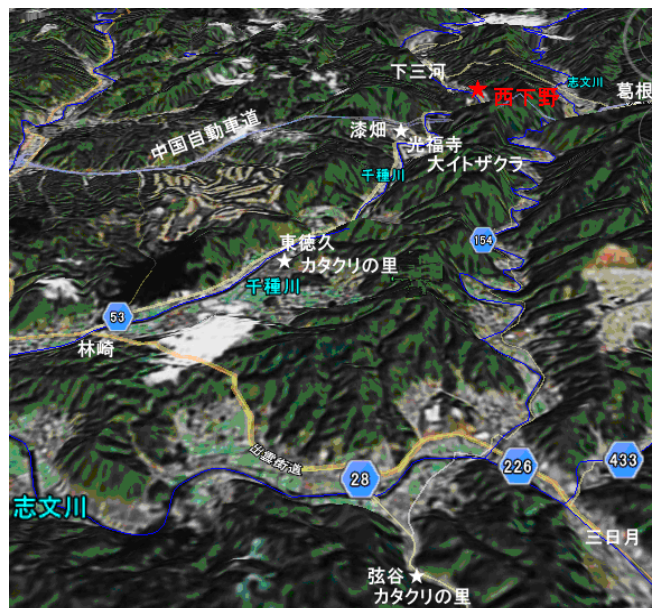 下三河
志文川
西下野
葛根
中国自動車道
漆畑
光福寺
大イトザクラ
千種川
154
東徳久
カタクリの里
千種川
53
林崎
出雲街道
28
226
433
志文川
三日月
弦谷
カタクリの里